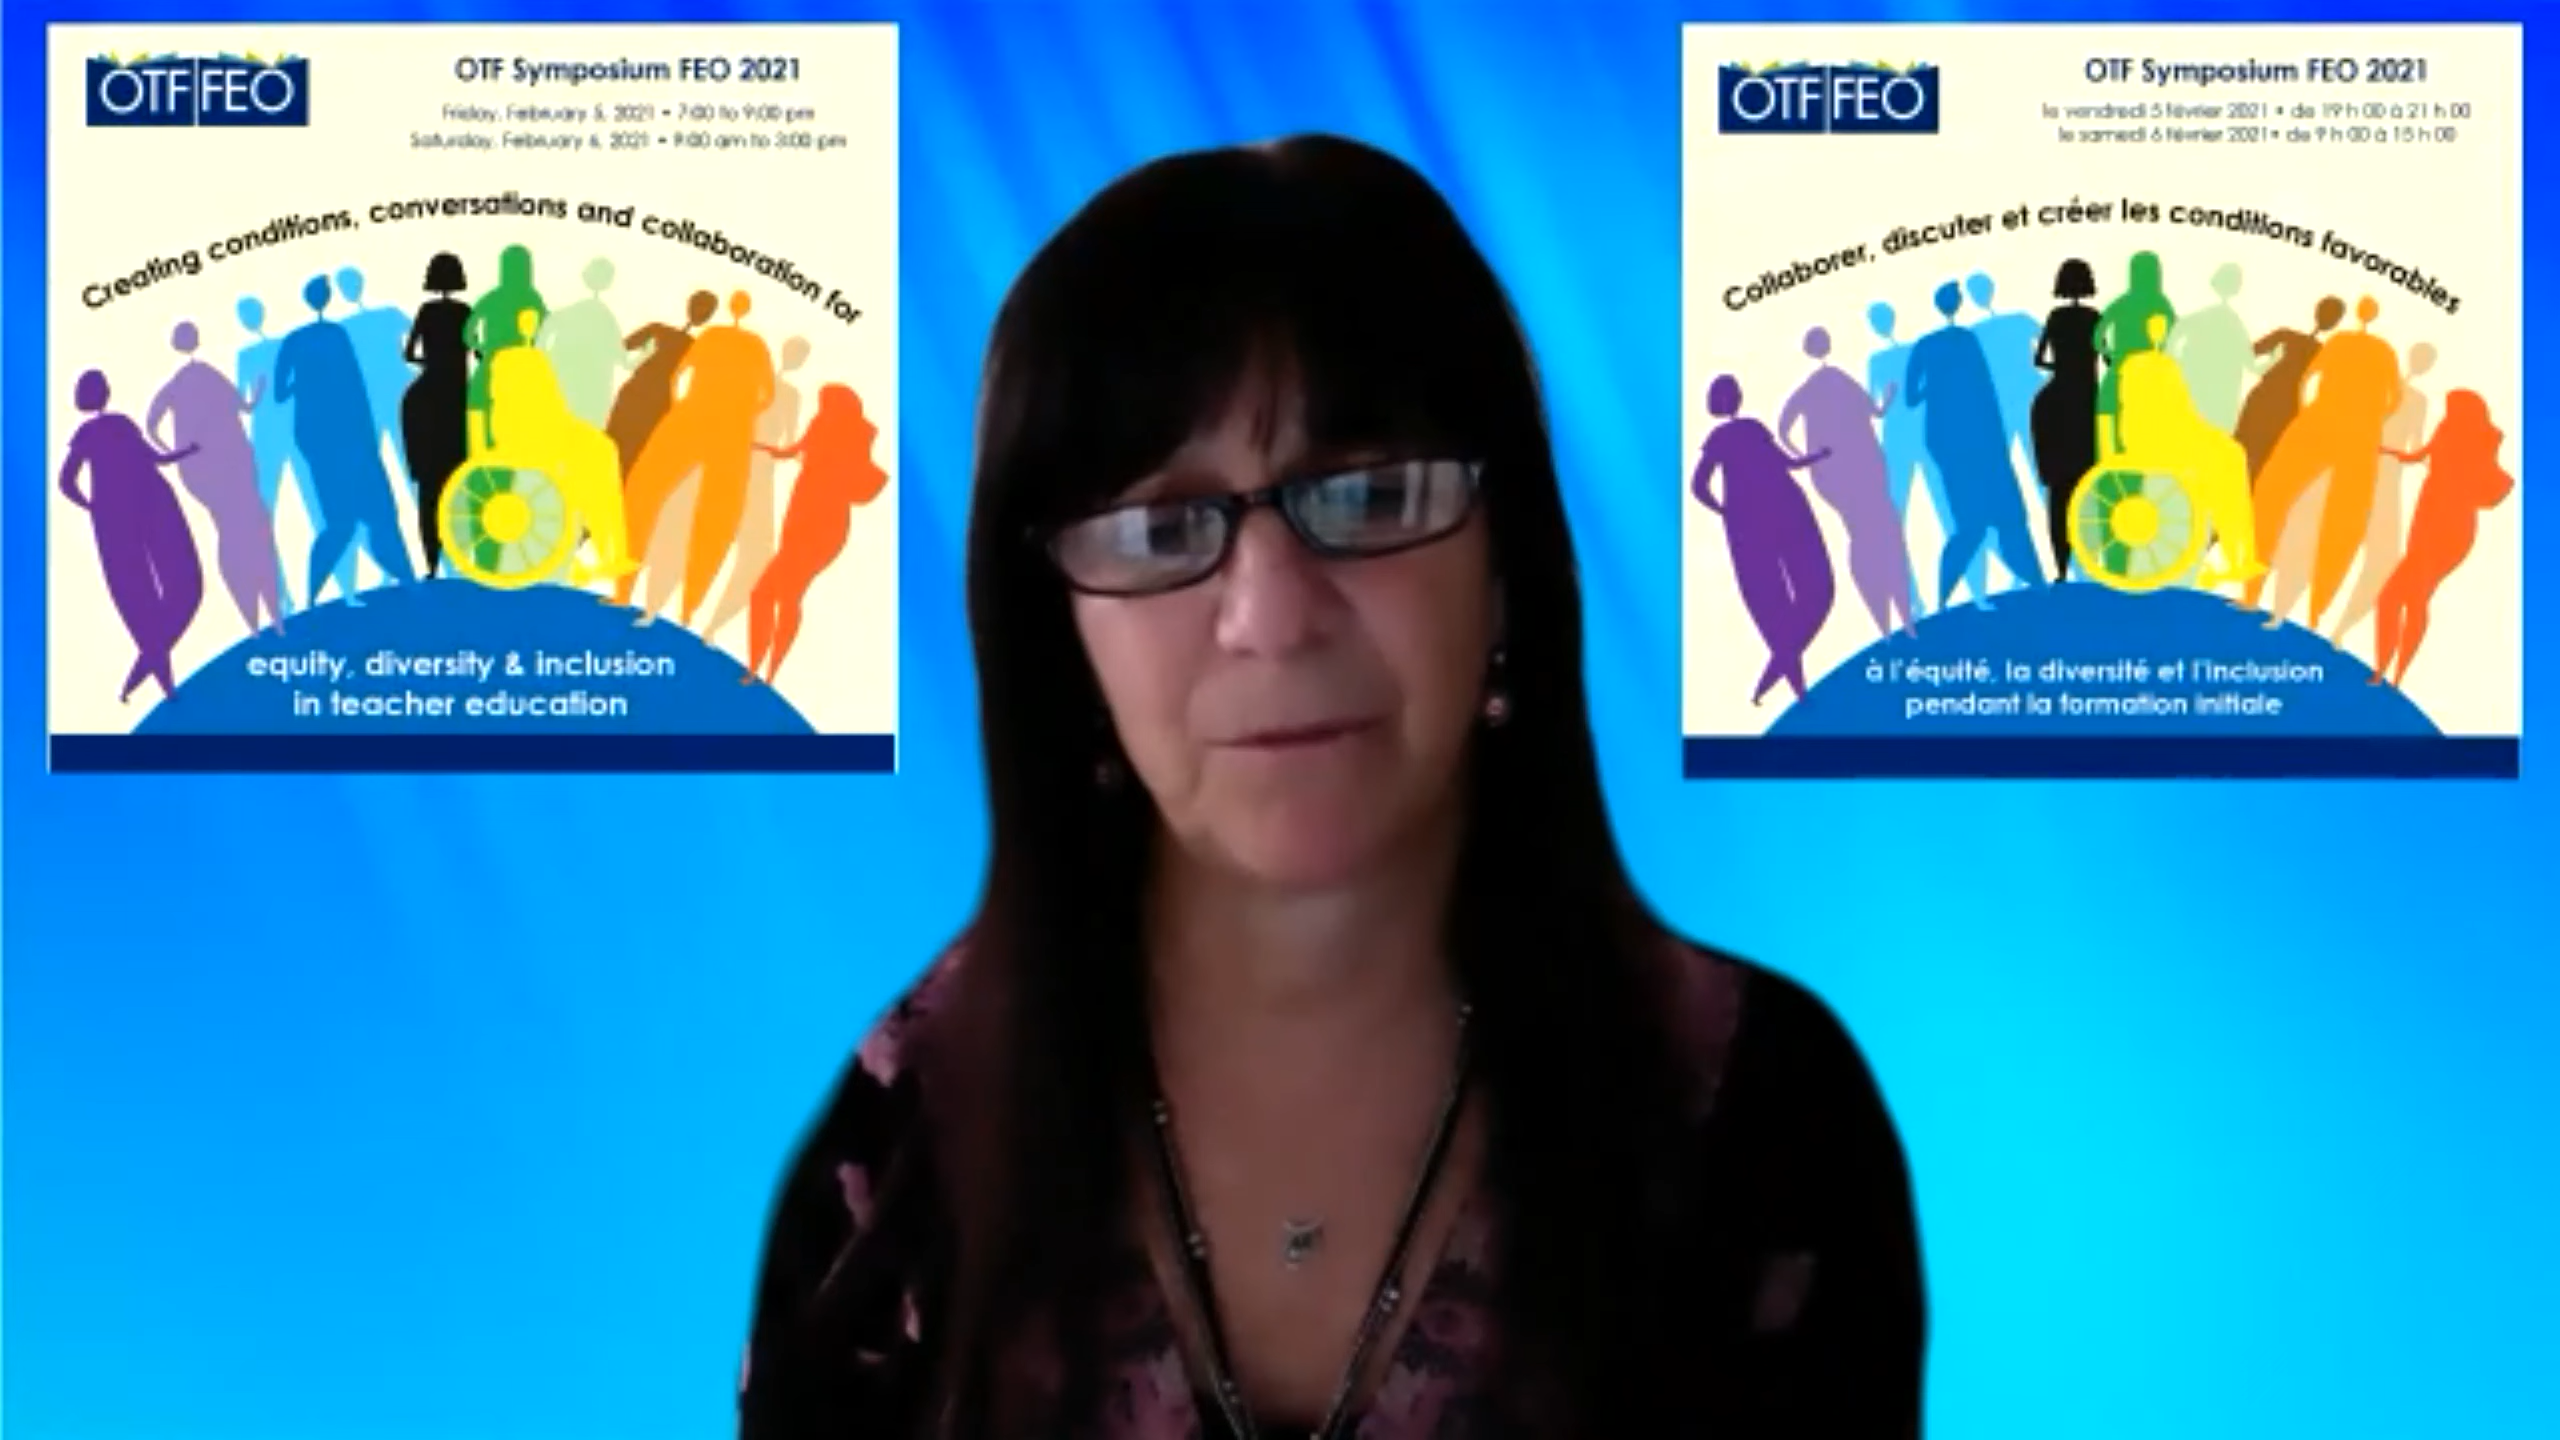 OTF FEO
OTF Symposium FEO 2021
Friday, February 5, 2021 • 7:00 to 9:00 pm
Saturday, February 6, 2021 • 9:00 am to 3:00 pm
Creating conditions, conversations and collaboration for
equity, diversity & inclusion
in teacher education
OTF FEO
OTF Symposium FEO 2021
le vendredi 5 février 2021 • de 19 h 00 à 21 h 00
le samedi 6 février 2021 • de 9 h 00 à 15 h 00
Collaborer, discuter et créer les conditions favorables
à l'équité, la diversité et l'inclusion
pendant la formation initiale